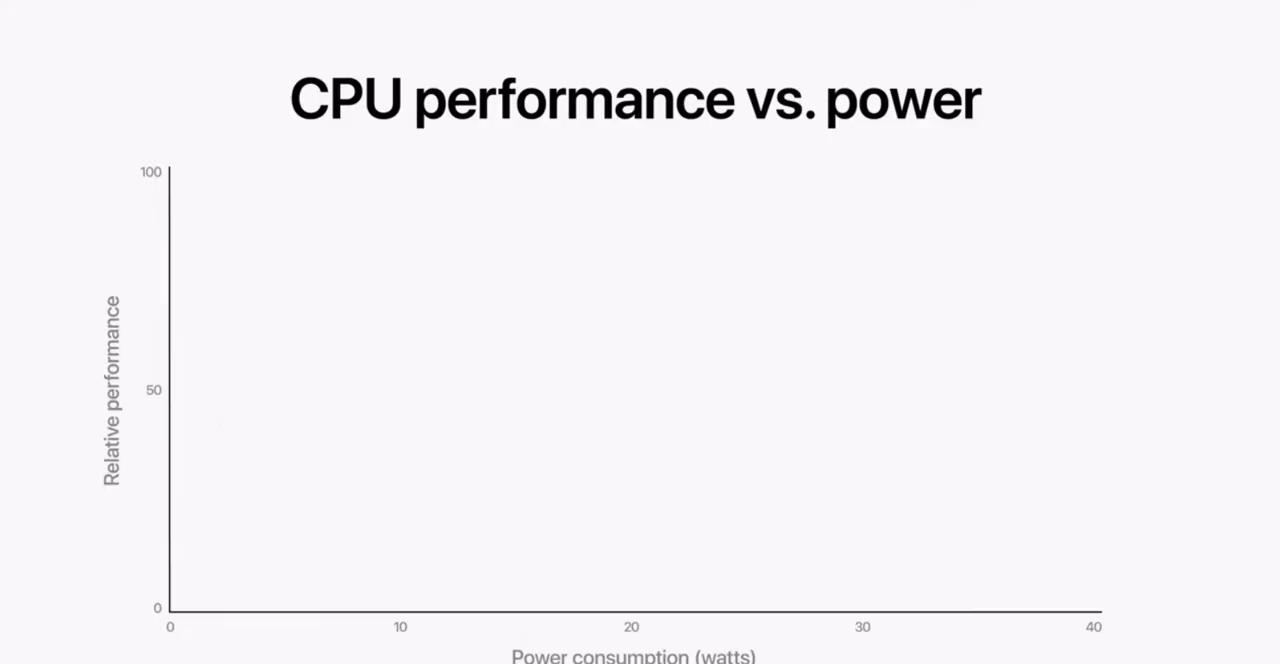 CPU performance vs. power
100
Relative performance
50
0
0 10 20 30 40
Power consumption (watts)